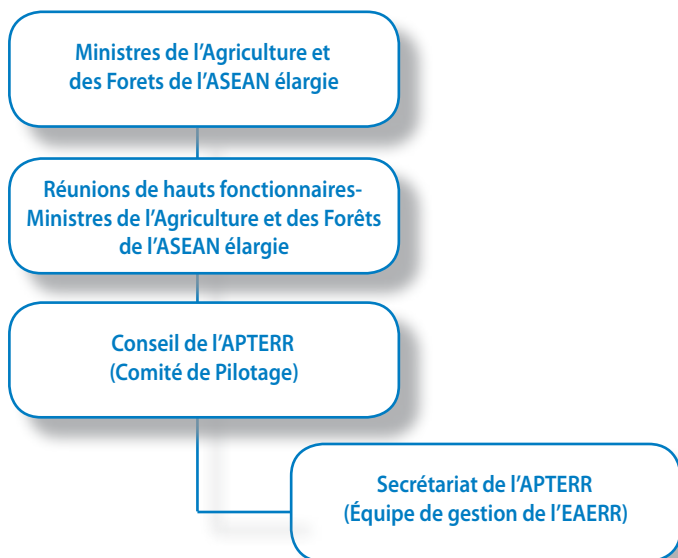 Ministres de l'Agriculture et
des Forets de l'ASEAN élargie
Réunions de hauts fonctionnaires-
Ministres de l'Agriculture et des Forêts
de l'ASEAN élargie
Conseil de l'APTERR
(Comité de Pilotage)
Secrétariat de l'APTERR
(Équipe de gestion de l'EAERR)